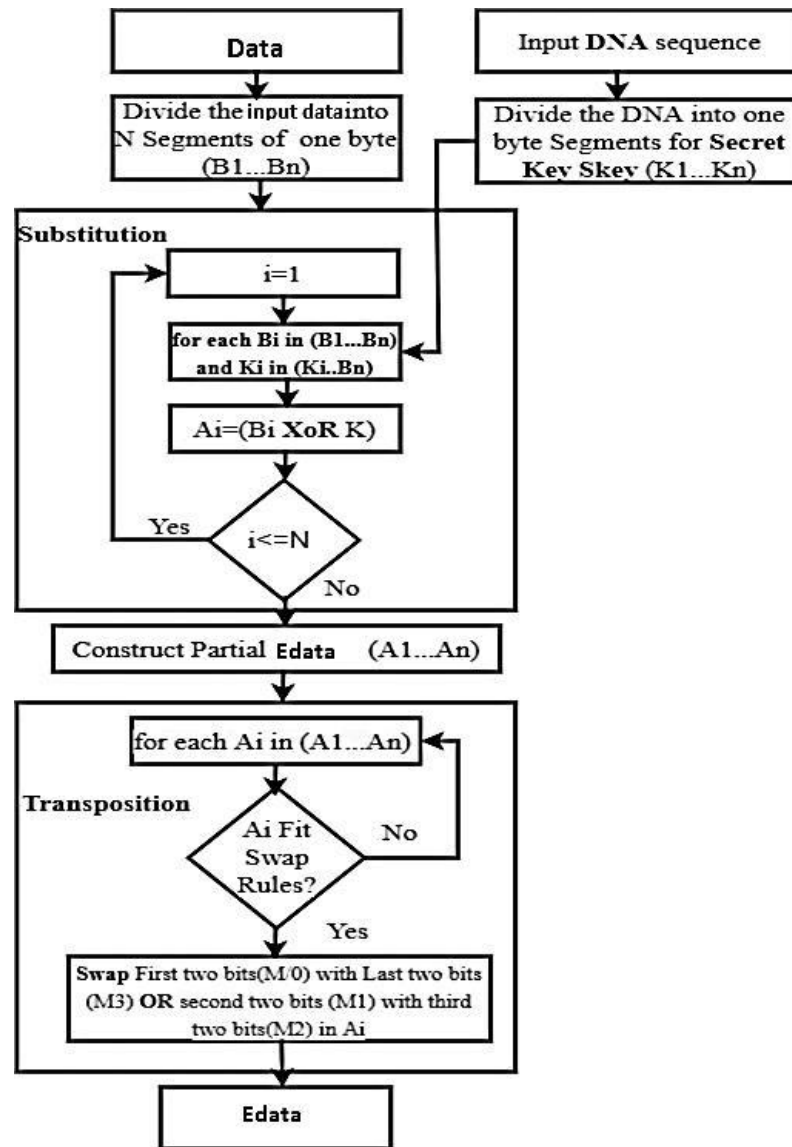 Data
Input DNA sequence
Divide the input data into
N Segments of one byte
(B1...Bn)
Divide the DNA into one
byte Segments for Secret
Key Skey (K1...Kn)
Substitution
i=1
for each Bi in (B1...Bn)
and Ki in (Ki..Bn)
Ai=(Bi XoR K)
Yes
i<=N
No
Construct Partial Edata (A1...An)
for each Ai in (A1...An)
Transposition
Ai Fit
Swap
Rules?
No
Yes
Swap First two bits(M/0) with Last two bits
(M3) OR second two bits (M1) with third
two bits(M2) in Ai
Edata